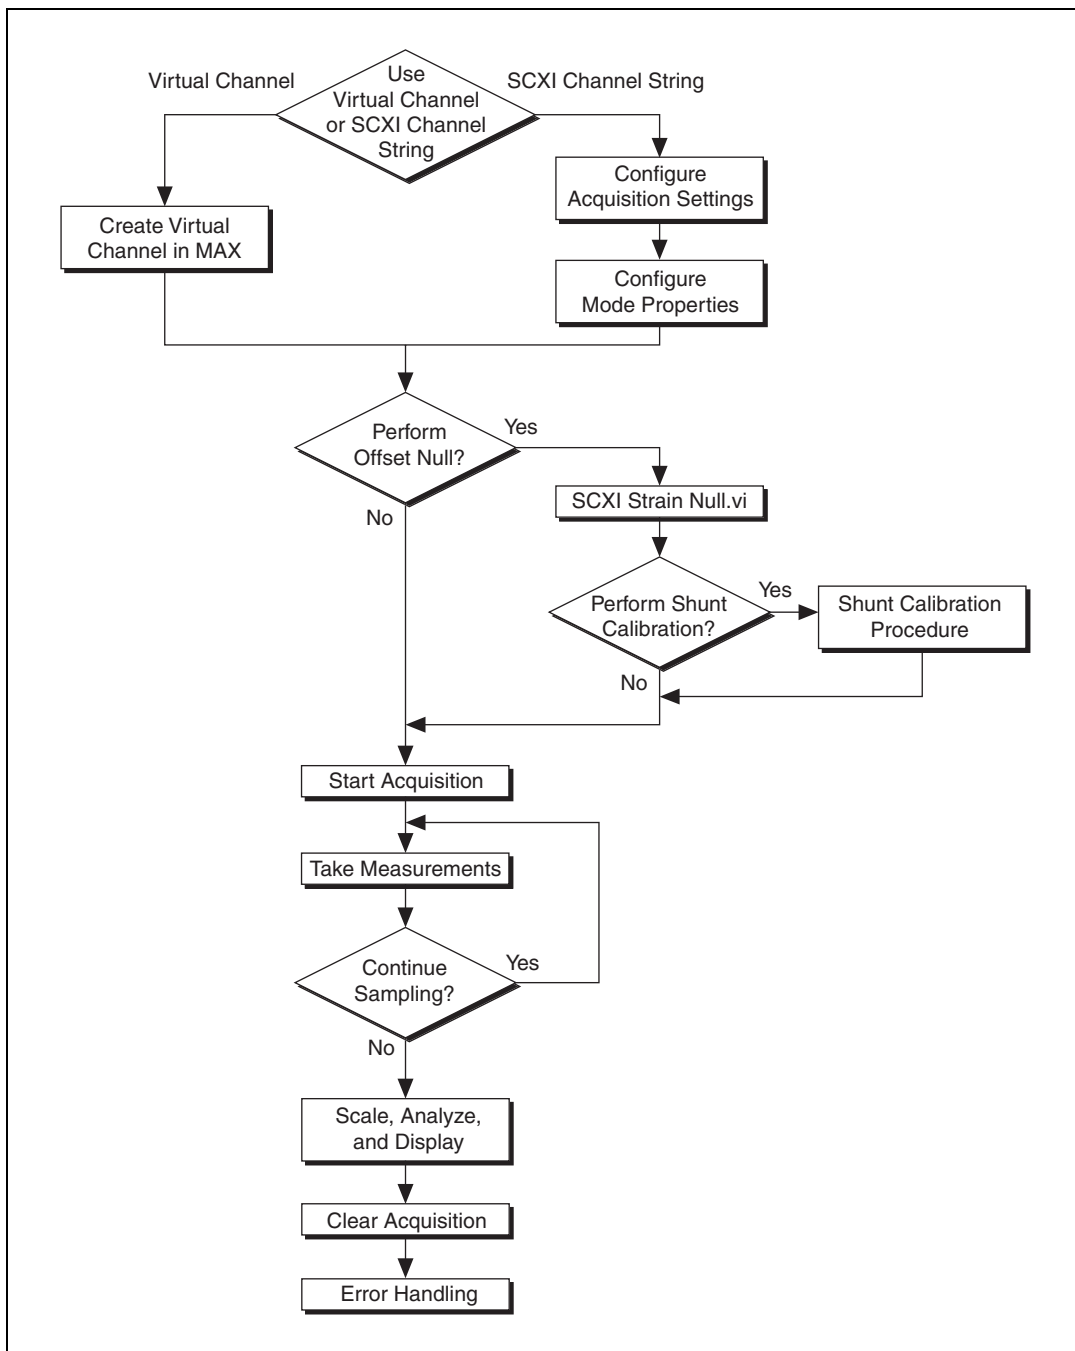 Virtual Channel
Use
Virtual Channel
or SCXI Channel
String
SCXI Channel String
Configure
Acquisition Settings
Create Virtual
Channel in MAX
Configure
Mode Properties
Perform
Offset Null?
Yes
No
SCXI Strain Null.vi
Perform Shunt
Calibration?
Yes
Shunt Calibration
Procedure
No
Start Acquisition
Take Measurements
Continue
Sampling?
Yes
No
Scale, Analyze,
and Display
Clear Acquisition
Error Handling